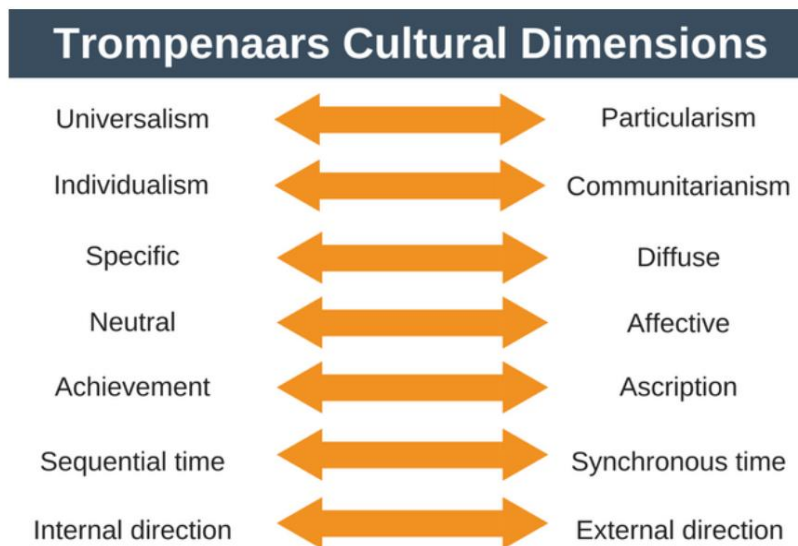 Trompenaars Cultural Dimensions
Universalism Particularism
Individualism Communitarianism
Specific Diffuse
Neutral Affective
Achievement Ascription
Sequential time Synchronous time
Internal direction External direction